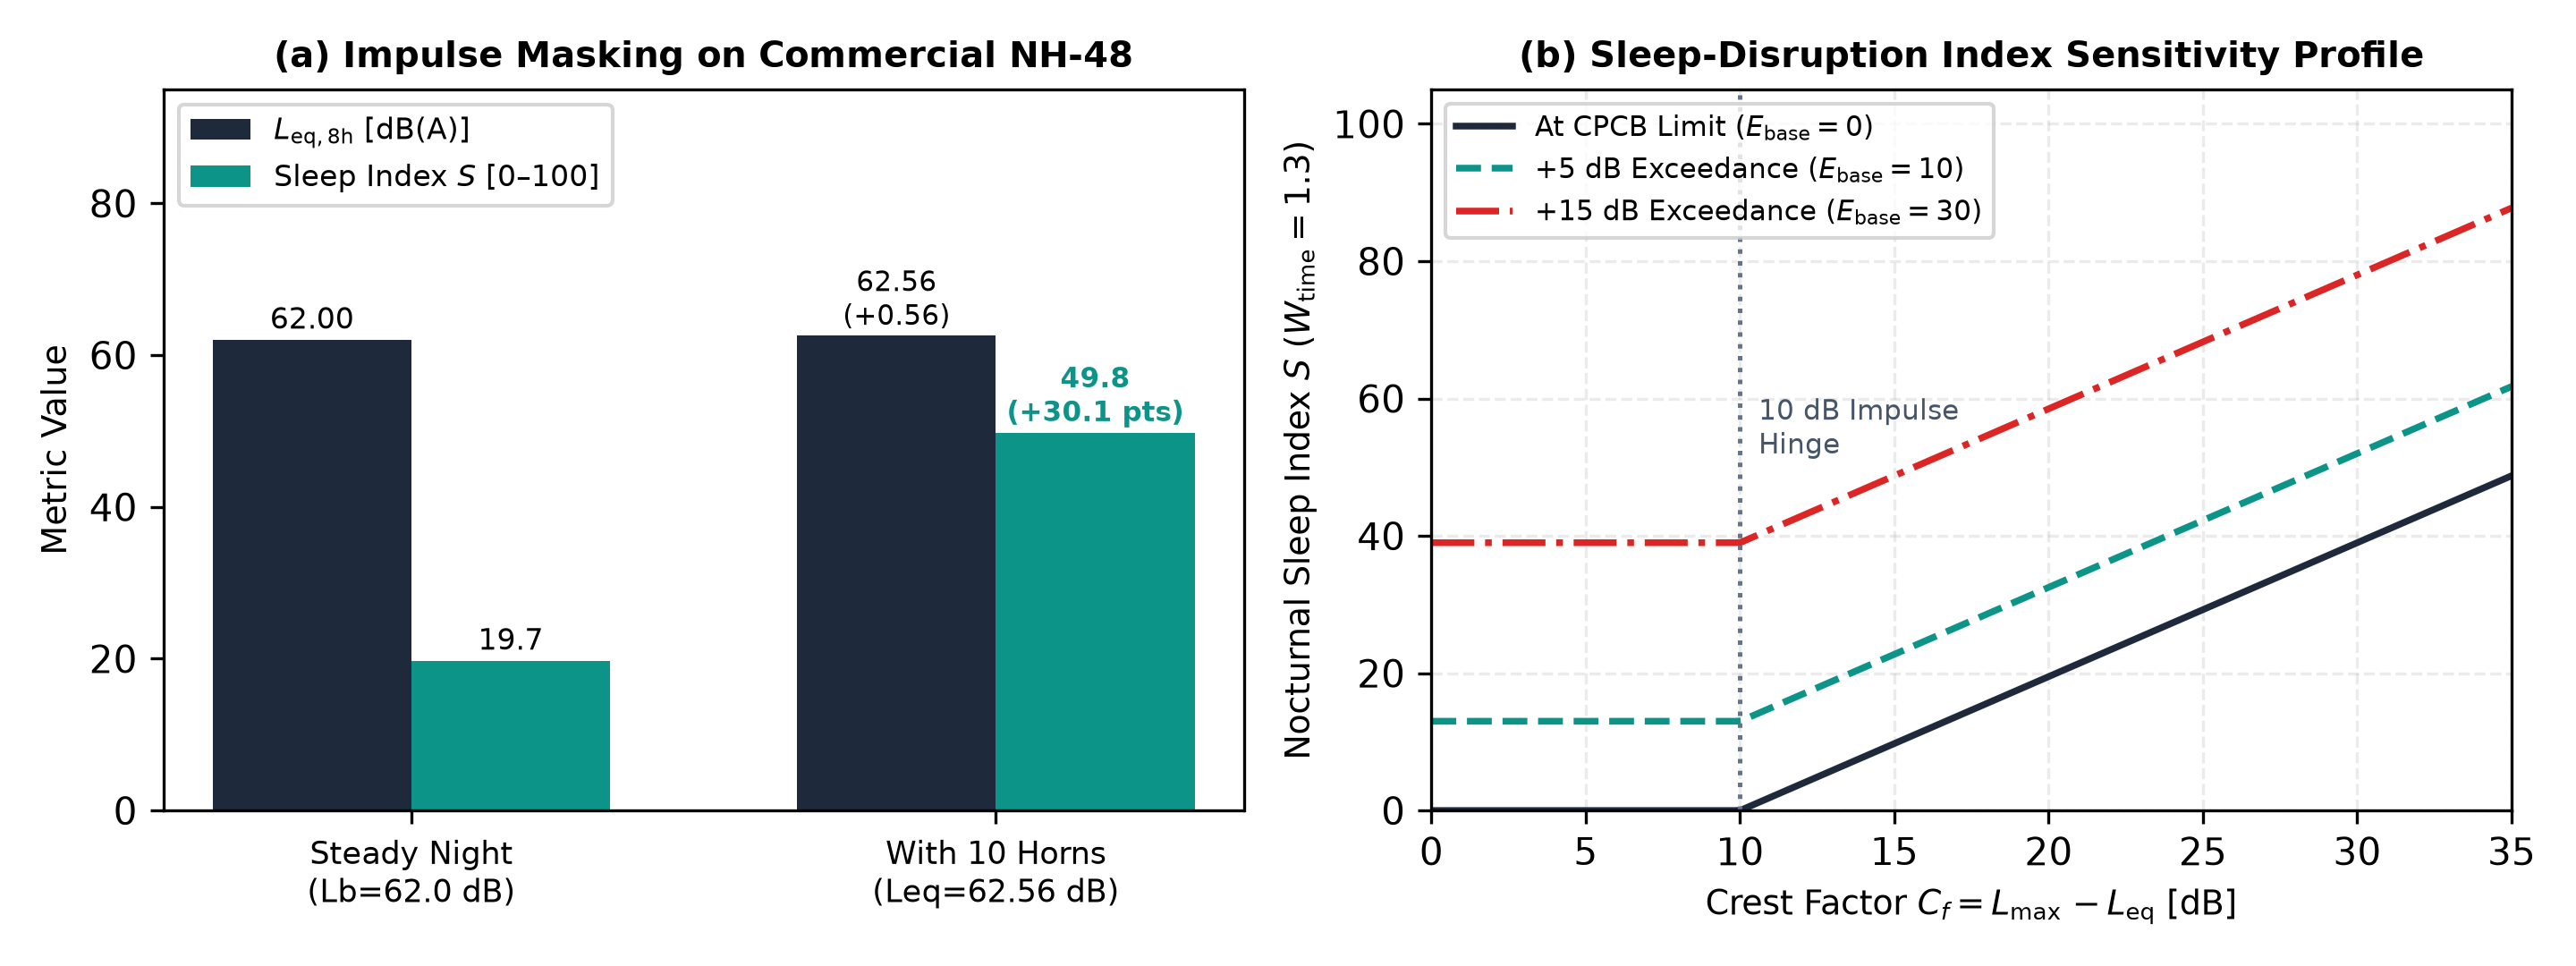 (a) Impulse Masking on Commercial NH-48
L_eq, 8h [dB(A)]
Sleep Index S [0–100]
Metric Value
80
60
40
20
0
62.00
19.7
62.56
(+0.56)
49.8
(+30.1 pts)
Steady Night
(Lb=62.0 dB)
With 10 Horns
(Leq=62.56 dB)
(b) Sleep-Disruption Index Sensitivity Profile
At CPCB Limit (E_base = 0)
+5 dB Exceedance (E_base = 10)
+15 dB Exceedance (E_base = 30)
Nocturnal Sleep Index S (W_time = 1.3)
100
80
60
40
20
0
10 dB Impulse
Hinge
0 5 10 15 20 25 30 35
Crest Factor C_f = L_max − L_eq [dB]